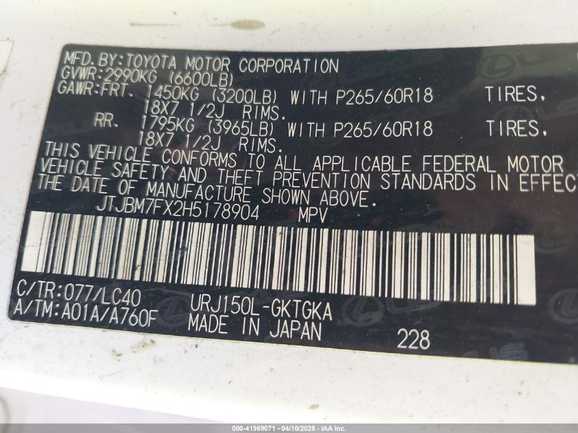 MFD.BY:TOYOTA MOTOR CORPORATION
GVWR:2990KG (6600LB)
GAWR:FRT. 1450KG (3200LB) WITH P265/60R18 TIRES,
18X7 1/2J RIMS.
RR. 1795KG (3965LB) WITH P265/60R18 TIRES,
18X7 1/2J RIMS.
THIS VEHICLE CONFORMS TO ALL APPLICABLE FEDERAL MOTOR
VEHICLE SAFETY AND THEFT PREVENTION STANDARDS IN EFFEC
THE DATE OF MANUFACTURE SHOWN ABOVE.
JTJBM7FX2H5178904 MPV
C/TR:077/LC40 URJ150L-GKTGKA
A/TM:A01A/A760F MADE IN JAPAN 228
000-41969071 - 04/10/2025 - IAA Inc.